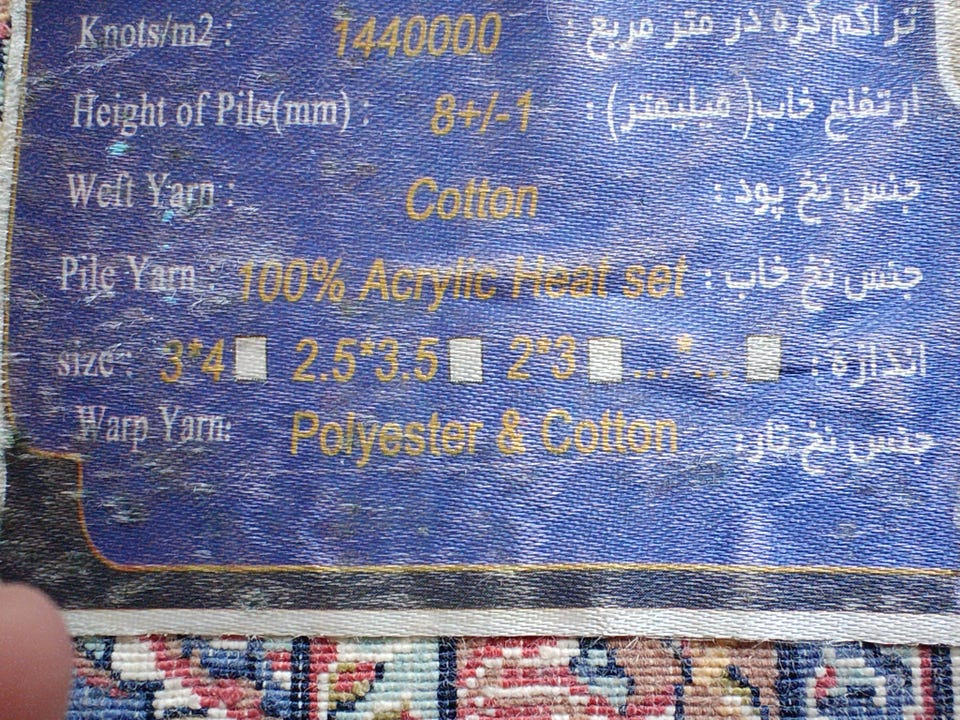 Knots/m2 : 1440000 تراکم گره در متر مربع :
Height of Pile(mm) : 8+/-1 ارتفاع خاب( میلیمتر) :
Weft Yarn : Cotton جنس نخ پود :
Pile Yarn : 100% Acrylic Heat set جنس نخ خاب :
size : 3*4 2.5*3.5 2*3 ...*... اندازه :
Warp Yarn: Polyester & Cotton جنس نخ تار: